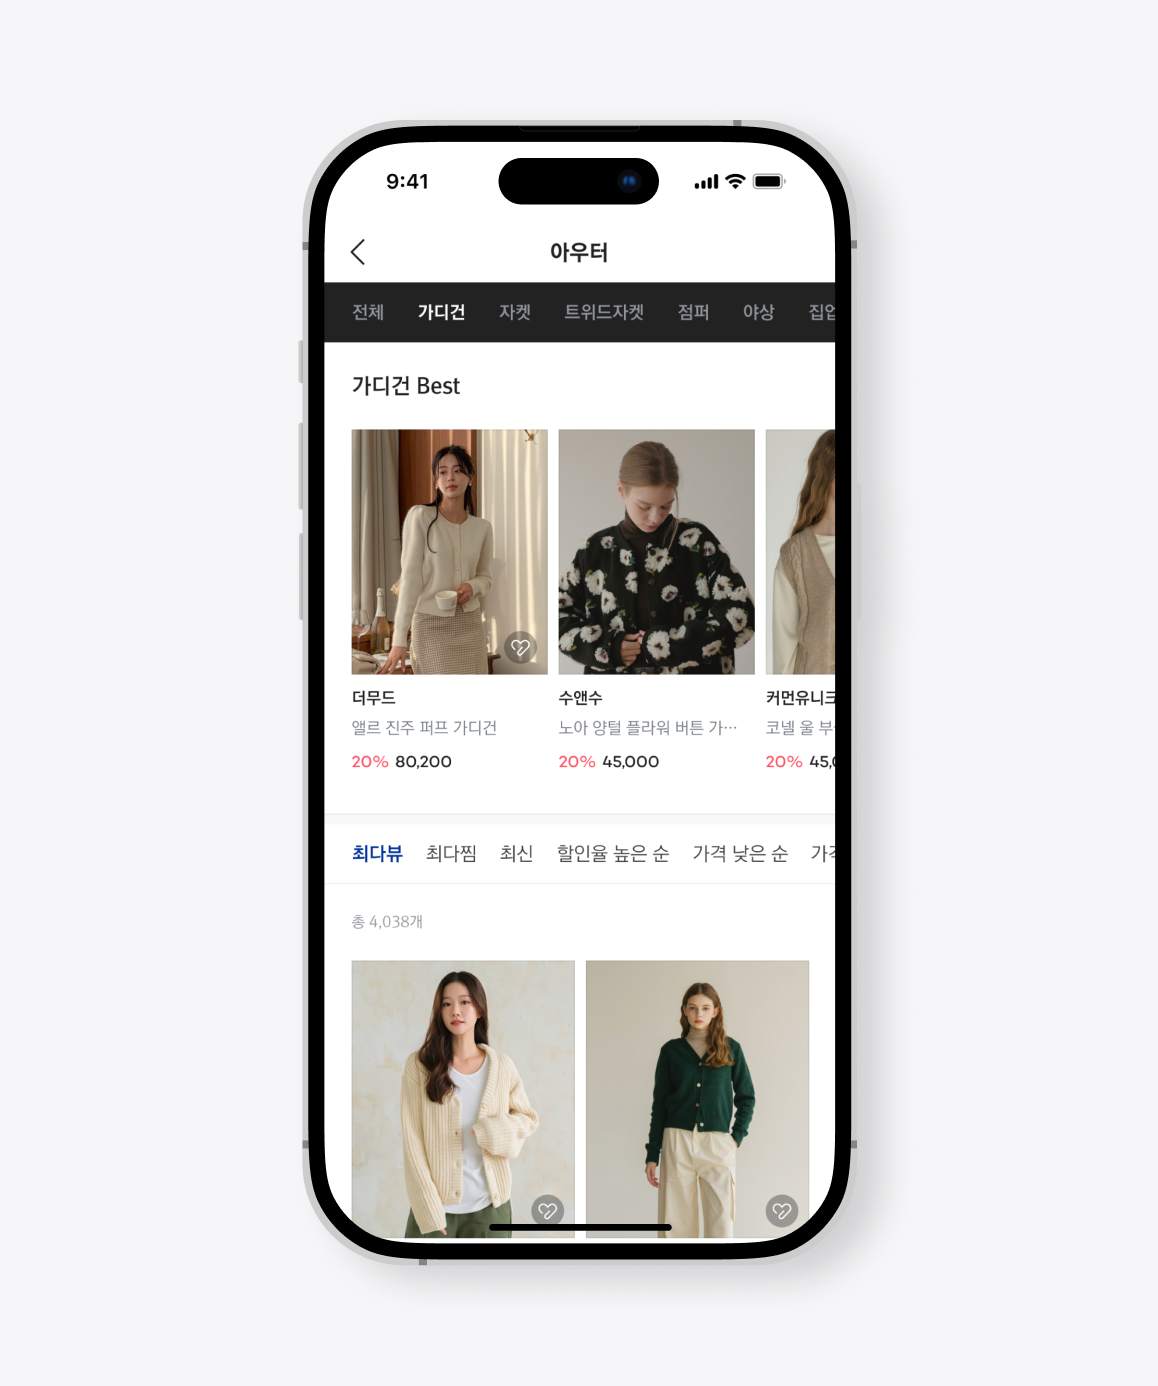 9:41
아우터
전체 가디건 자켓 트위드자켓 점퍼 야상 집업
가디건 Best
더무드 수앤수 커먼유니크
앨르 진주 퍼프 가디건 노아 양털 플라워 버튼 가… 코넬 울 부
20% 80,200 20% 45,000 20% 45,0
최다뷰 최다찜 최신 할인율 높은 순 가격 낮은 순 가격
총 4,038개